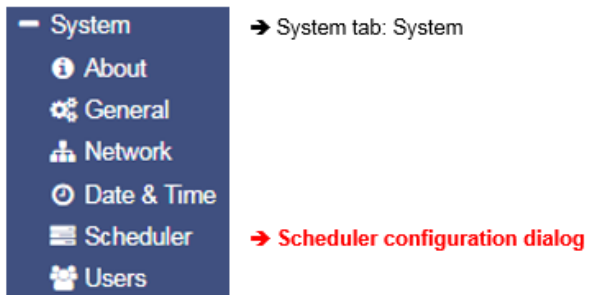 System ➔ System tab: System
About
General
Network
Date & Time
Scheduler ➔ Scheduler configuration dialog
Users